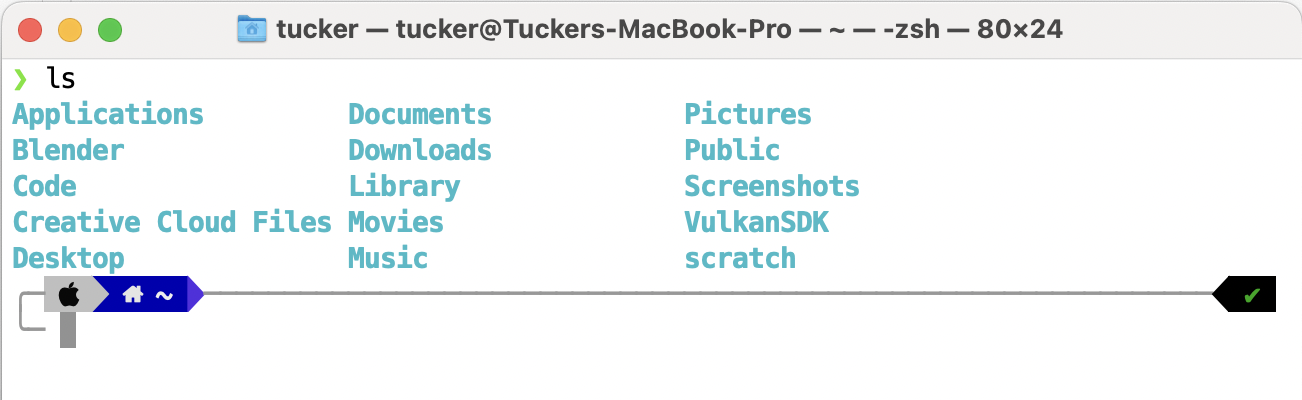 tucker — tucker@Tuckers-MacBook-Pro — ~ — -zsh — 80×24
❯ ls
Applications Documents Pictures
Blender Downloads Public
Code Library Screenshots
Creative Cloud Files Movies VulkanSDK
Desktop Music scratch
~ ✔